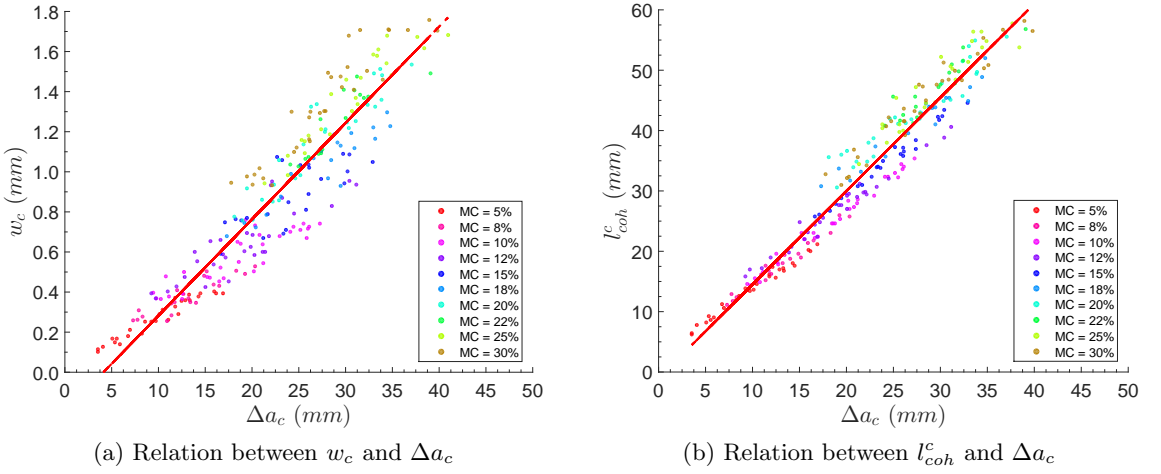 1.8
1.6
1.4
1.2
1.0
0.8
0.6
0.4
0.2
0.0
w_c (mm)
0 5 10 15 20 25 30 35 40 45 50
Δa_c (mm)
MC = 5%
MC = 8%
MC = 10%
MC = 12%
MC = 15%
MC = 18%
MC = 20%
MC = 22%
MC = 25%
MC = 30%
(a) Relation between w_c and Δa_c
60
50
40
30
20
10
0
l^c_{coh} (mm)
0 5 10 15 20 25 30 35 40 45 50
Δa_c (mm)
MC = 5%
MC = 8%
MC = 10%
MC = 12%
MC = 15%
MC = 18%
MC = 20%
MC = 22%
MC = 25%
MC = 30%
(b) Relation between l^c_{coh} and Δa_c